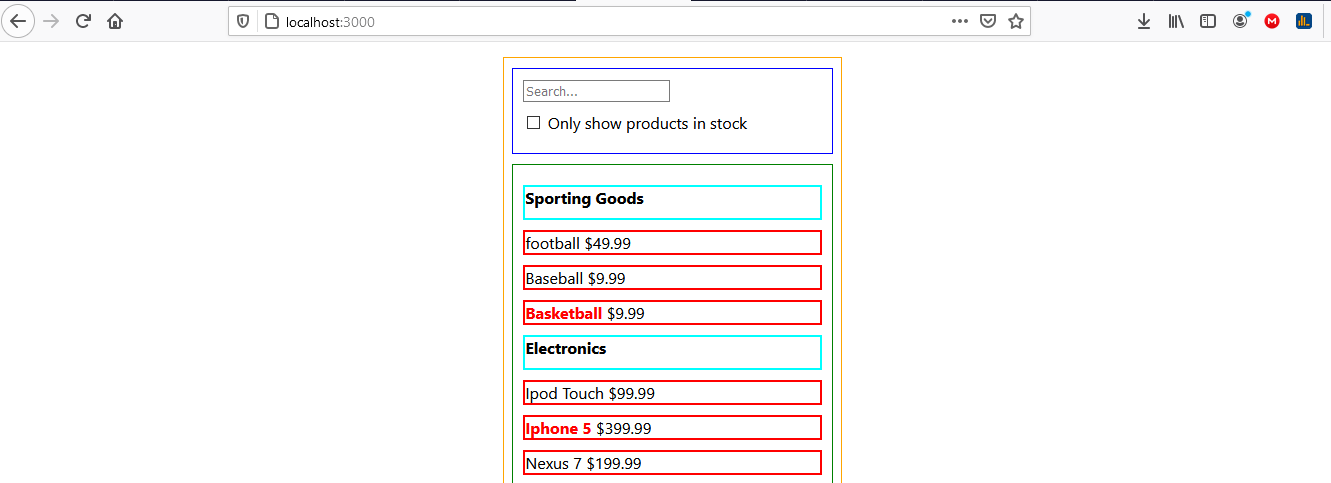 localhost:3000
Search...
Only show products in stock
Sporting Goods
football $49.99
Baseball $9.99
Basketball $9.99
Electronics
Ipod Touch $99.99
Iphone 5 $399.99
Nexus 7 $199.99